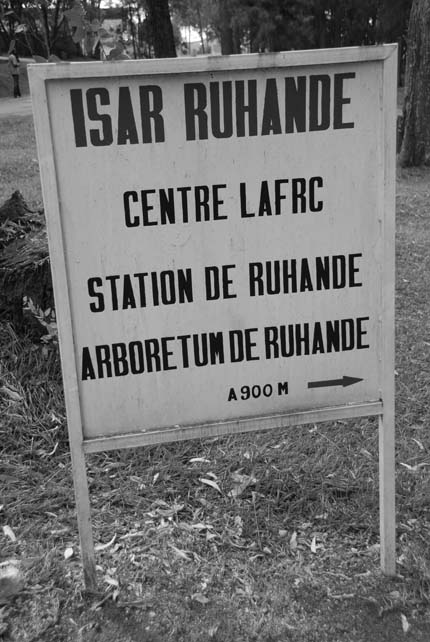 ISAR RUHANDE
CENTRE LAFRC
STATION DE RUHANDE
ARBORETUM DE RUHANDE
A 900 M